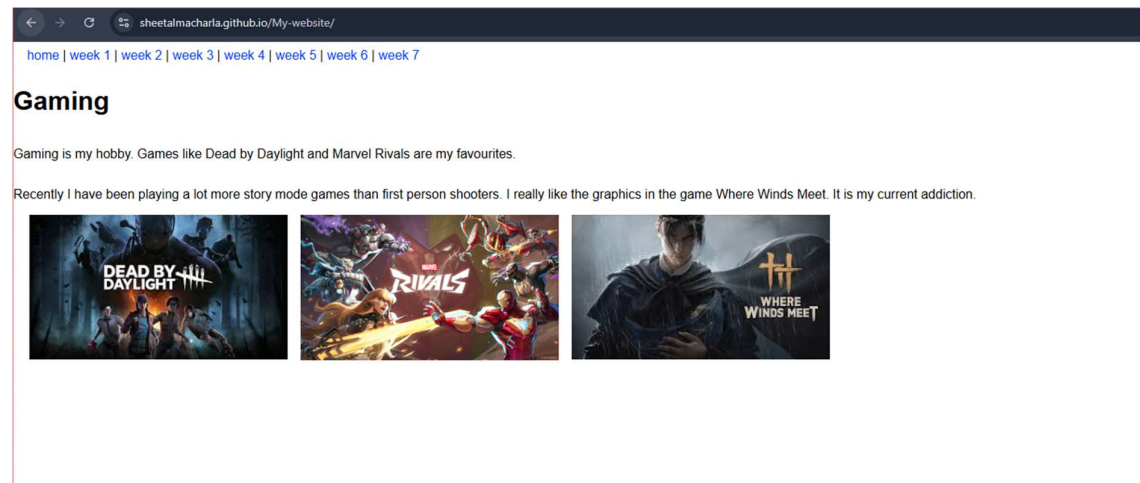 sheetalmacharla.github.io/My-website/
home | week 1 | week 2 | week 3 | week 4 | week 5 | week 6 | week 7
Gaming
Gaming is my hobby. Games like Dead by Daylight and Marvel Rivals are my favourites.
Recently I have been playing a lot more story mode games than first person shooters. I really like the graphics in the game Where Winds Meet. It is my current addiction.
DEAD BY
DAYLIGHT
MARVEL
RIVALS
WHERE
WINDS MEET